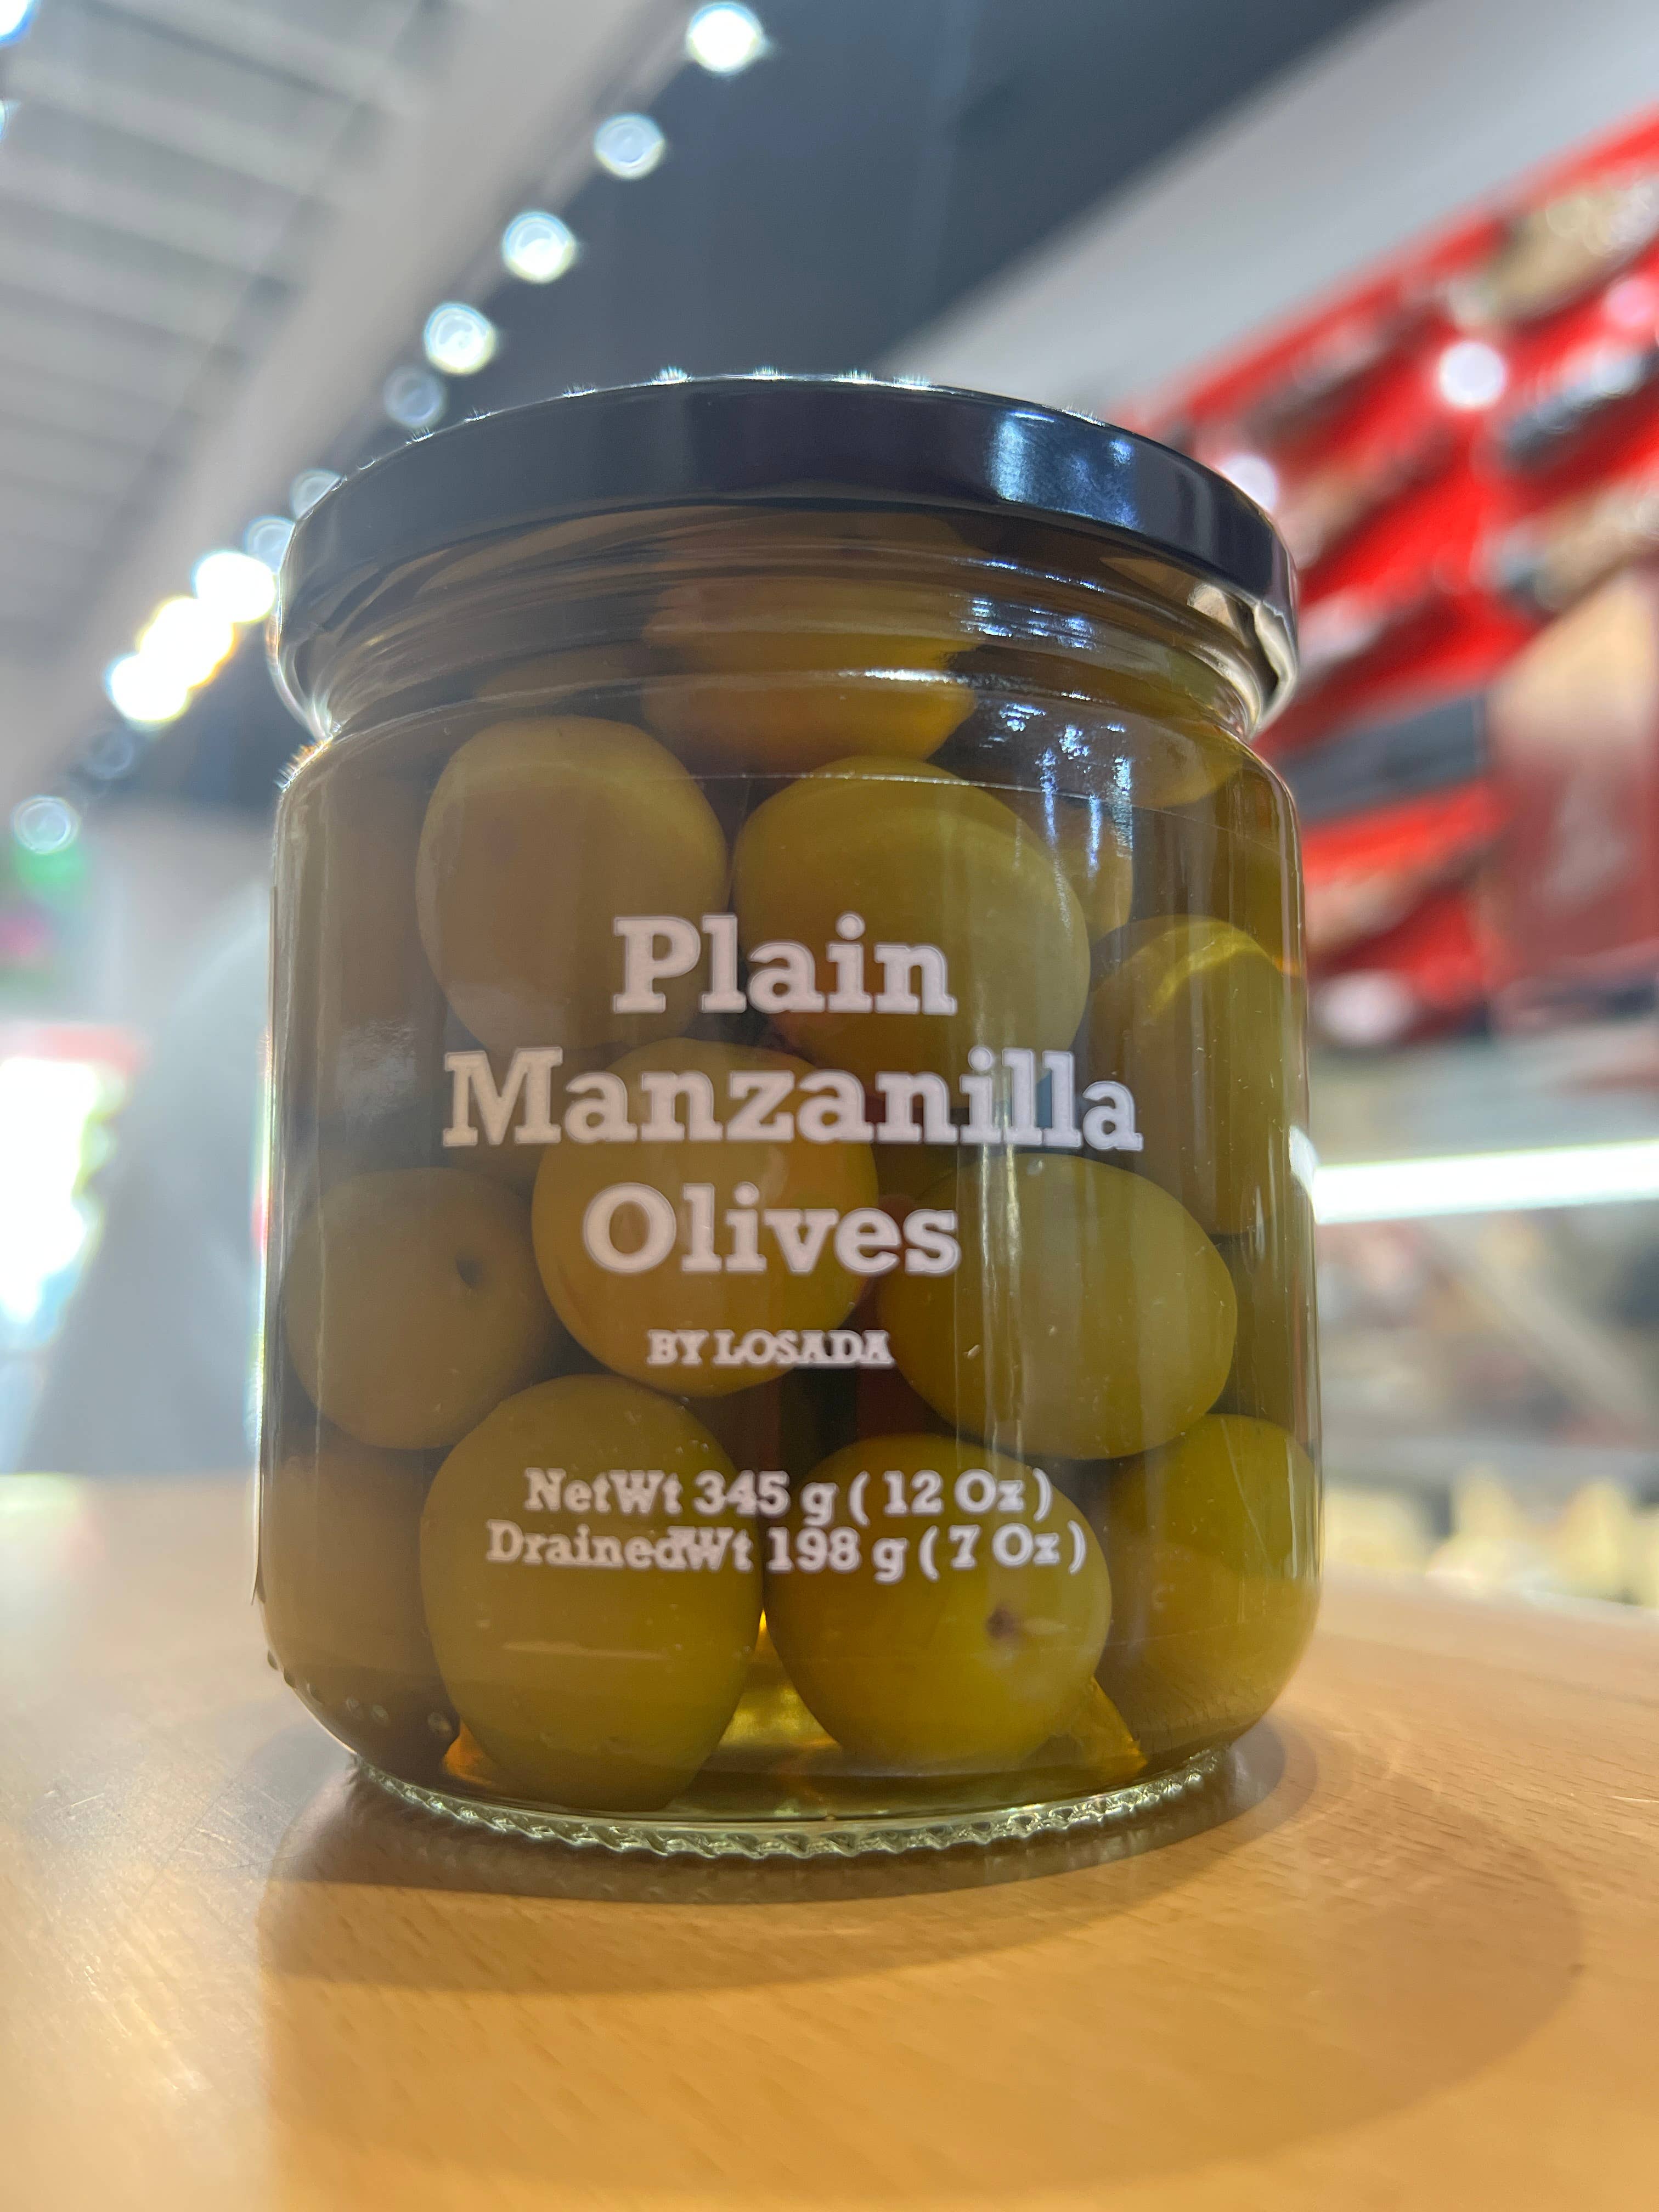 Plain
Manzanilla
Olives
BY LOSADA
NetWt 345 g ( 12 Oz )
DrainedWt 198 g ( 7 Oz )